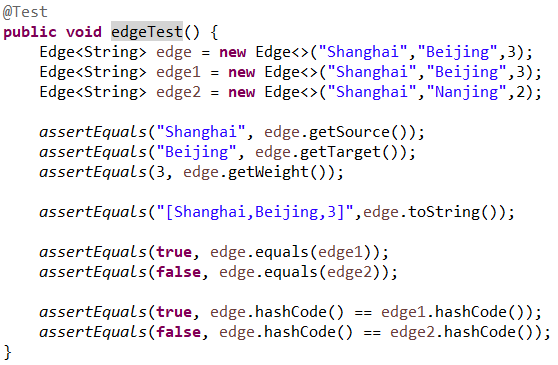 @Test
public void edgeTest() {
    Edge<String> edge = new Edge<>("Shanghai","Beijing",3);
    Edge<String> edge1 = new Edge<>("Shanghai","Beijing",3);
    Edge<String> edge2 = new Edge<>("Shanghai","Nanjing",2);

    assertEquals("Shanghai", edge.getSource());
    assertEquals("Beijing", edge.getTarget());
    assertEquals(3, edge.getWeight());

    assertEquals("[Shanghai,Beijing,3]",edge.toString());

    assertEquals(true, edge.equals(edge1));
    assertEquals(false, edge.equals(edge2));

    assertEquals(true, edge.hashCode() == edge1.hashCode());
    assertEquals(false, edge.hashCode() == edge2.hashCode());
}